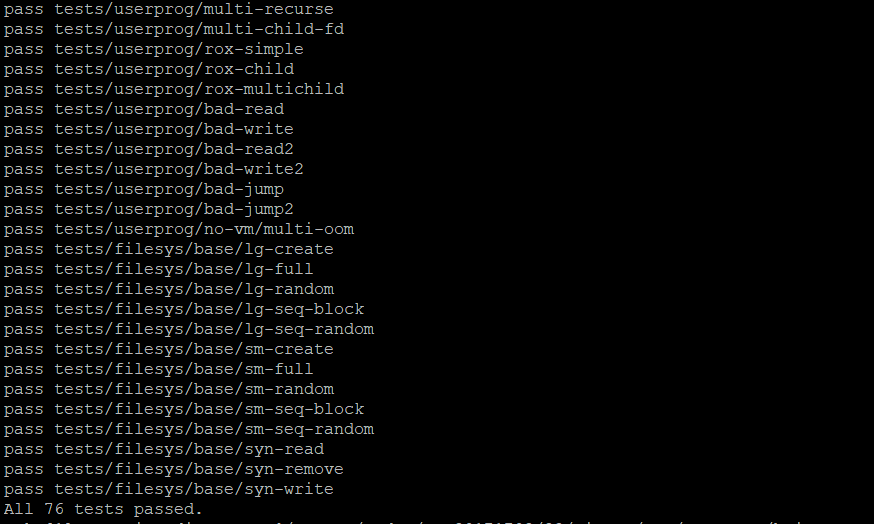 pass tests/userprog/multi-recurse
pass tests/userprog/multi-child-fd
pass tests/userprog/rox-simple
pass tests/userprog/rox-child
pass tests/userprog/rox-multichild
pass tests/userprog/bad-read
pass tests/userprog/bad-write
pass tests/userprog/bad-read2
pass tests/userprog/bad-write2
pass tests/userprog/bad-jump
pass tests/userprog/bad-jump2
pass tests/userprog/no-vm/multi-oom
pass tests/filesys/base/lg-create
pass tests/filesys/base/lg-full
pass tests/filesys/base/lg-random
pass tests/filesys/base/lg-seq-block
pass tests/filesys/base/lg-seq-random
pass tests/filesys/base/sm-create
pass tests/filesys/base/sm-full
pass tests/filesys/base/sm-random
pass tests/filesys/base/sm-seq-block
pass tests/filesys/base/sm-seq-random
pass tests/filesys/base/syn-read
pass tests/filesys/base/syn-remove
pass tests/filesys/base/syn-write
All 76 tests passed.